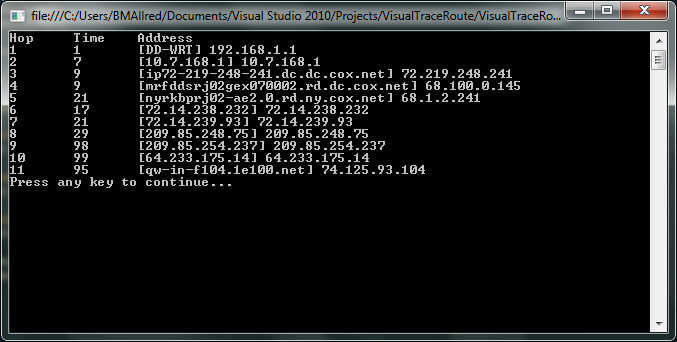 file:///C:/Users/BMAllred/Documents/Visual Studio 2010/Projects/VisualTraceRoute/VisualTraceRo...
Hop Time Address
1 1 [DD-WRT] 192.168.1.1
2 7 [10.7.168.1] 10.7.168.1
3 9 [ip72-219-248-241.dc.dc.cox.net] 72.219.248.241
4 9 [mrfddsrj02gex070002.rd.dc.cox.net] 68.100.0.145
5 21 [nyrkbprj02-ae2.0.rd.ny.cox.net] 68.1.2.241
6 17 [72.14.238.232] 72.14.238.232
7 21 [72.14.239.93] 72.14.239.93
8 29 [209.85.248.75] 209.85.248.75
9 98 [209.85.254.237] 209.85.254.237
10 99 [64.233.175.14] 64.233.175.14
11 95 [qw-in-f104.1e100.net] 74.125.93.104
Press any key to continue...